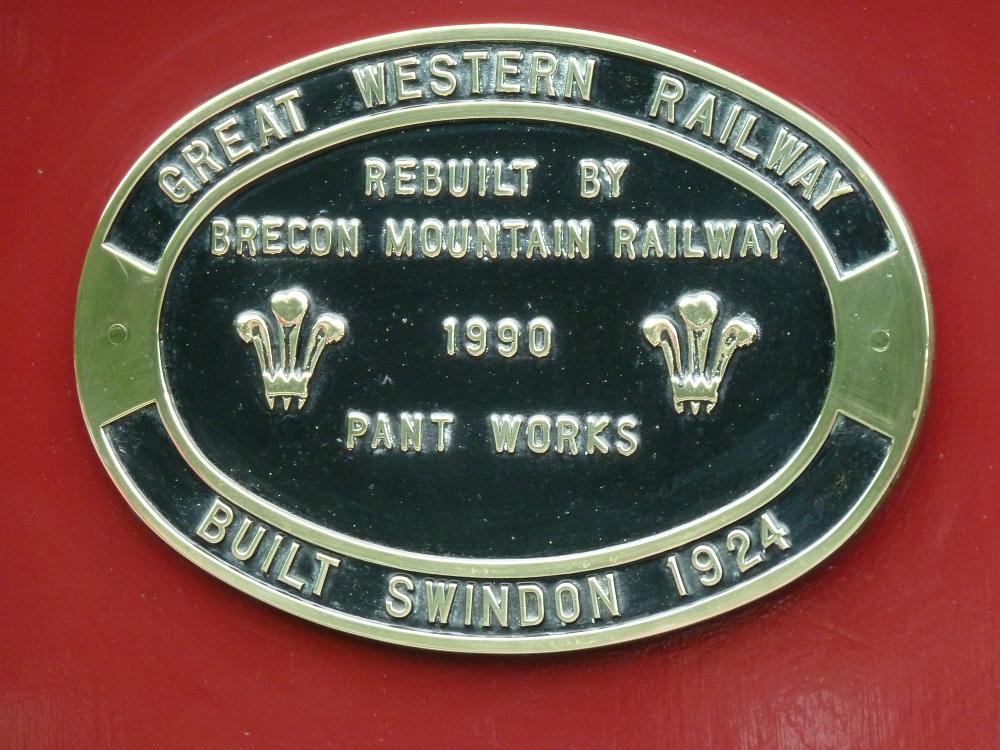 GREAT WESTERN RAILWAY
REBUILT BY
BRECON MOUNTAIN RAILWAY
1990
PANT WORKS
BUILT SWINDON 1924